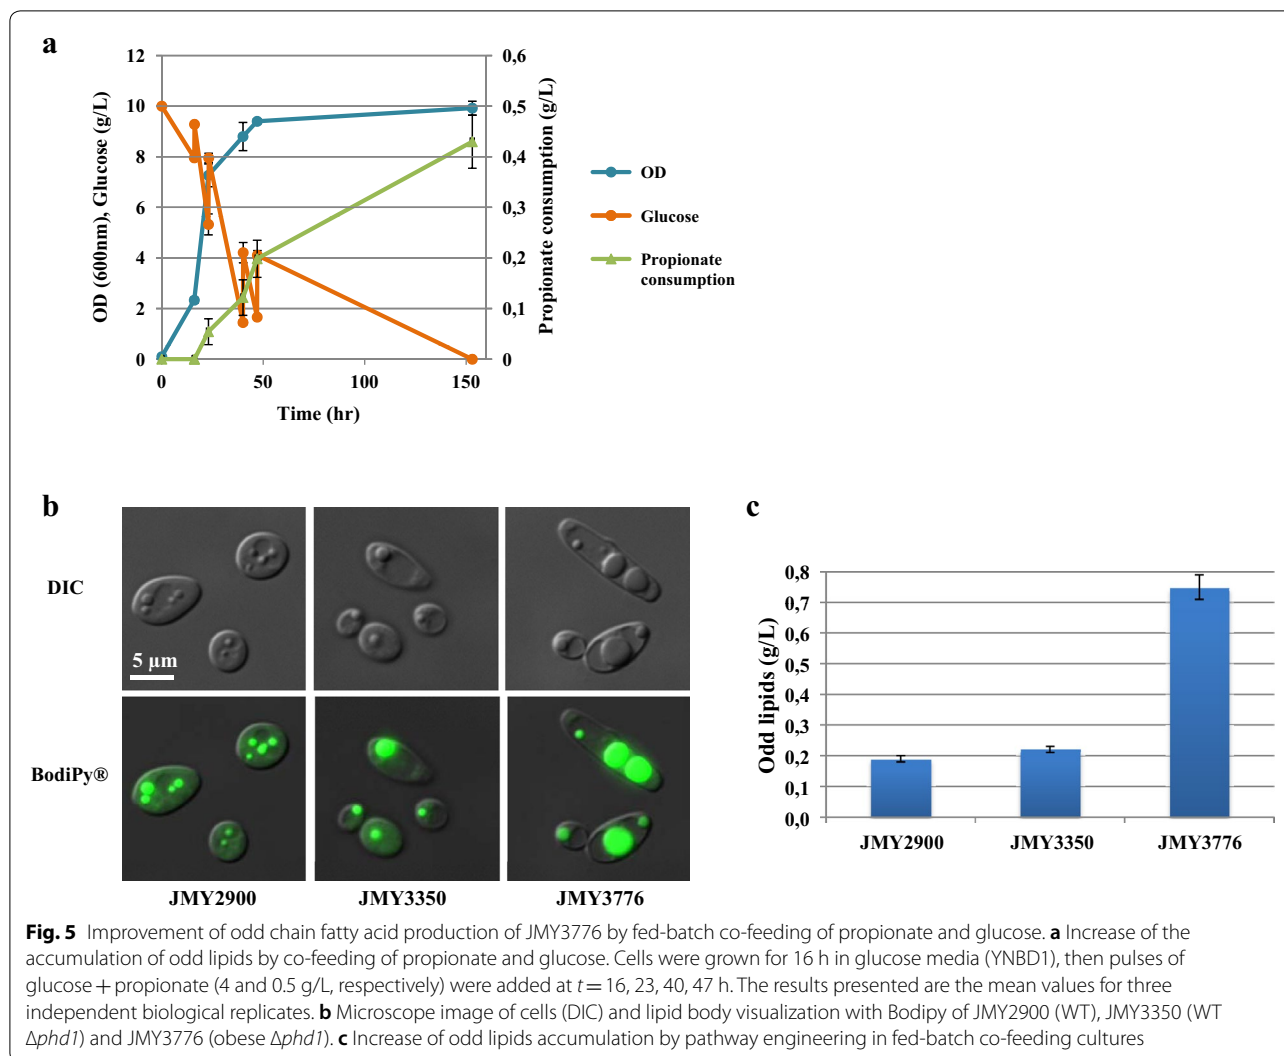 a
12
10
8
6
4
2
0
OD (600nm), Glucose (g/L)
0,6
0,5
0,4
0,3
0,2
0,1
0
Propionate consumption (g/L)
0
50
100
150
Time (hr)
OD
Glucose
Propionate
consumption
b
DIC
5 µm
BodiPy®
JMY2900
JMY3350
JMY3776
c
Odd lipids (g/L)
0,8
0,7
0,6
0,5
0,4
0,3
0,2
0,1
0,0
JMY2900
JMY3350
JMY3776
Fig. 5 Improvement of odd chain fatty acid production of JMY3776 by fed-batch co-feeding of propionate and glucose. a Increase of the
accumulation of odd lipids by co-feeding of propionate and glucose. Cells were grown for 16 h in glucose media (YNBD1), then pulses of
glucose + propionate (4 and 0.5 g/L, respectively) were added at t = 16, 23, 40, 47 h. The results presented are the mean values for three
independent biological replicates. b Microscope image of cells (DIC) and lipid body visualization with Bodipy of JMY2900 (WT), JMY3350 (WT
Δphd1) and JMY3776 (obese Δphd1). c Increase of odd lipids accumulation by pathway engineering in fed-batch co-feeding cultures